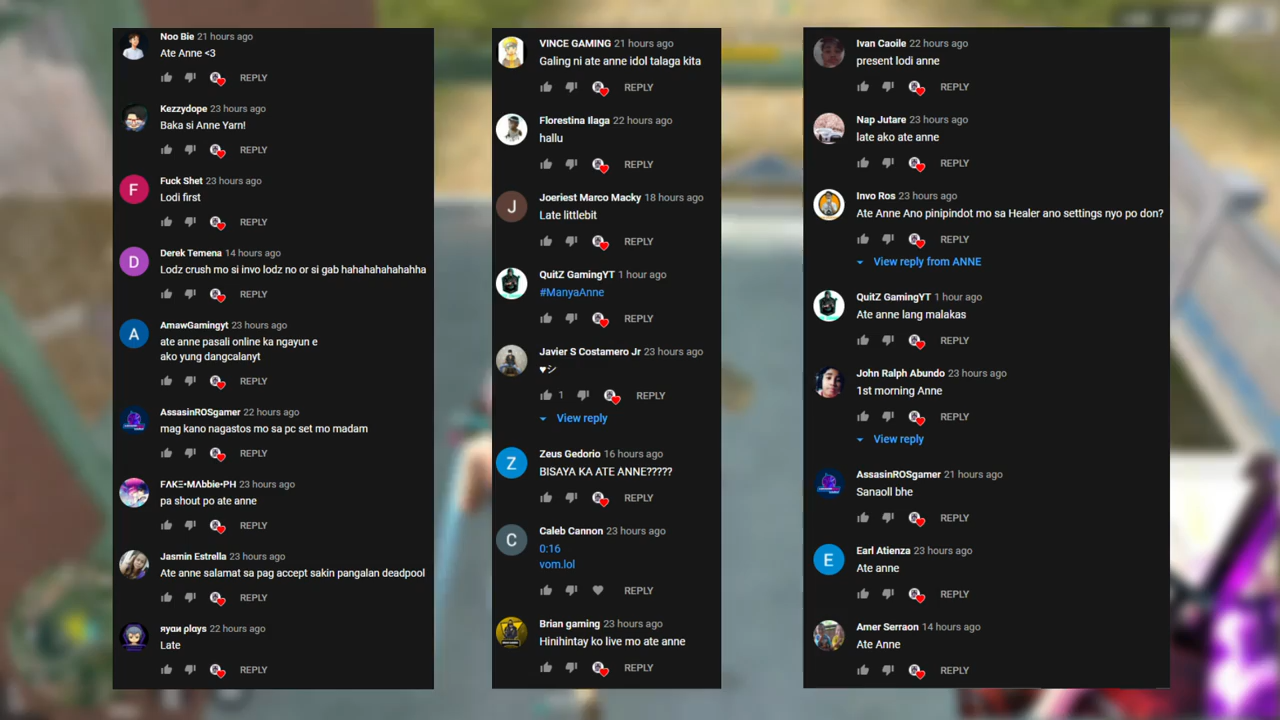 Noo Bie 21 hours ago
Ate Anne <3
REPLY
Kezzydope 23 hours ago
Baka si Anne Yarn!
REPLY
F
Fuck Shet 23 hours ago
Lodi first
REPLY
D
Derek Temena 14 hours ago
Lodz crush mo si invo lodz no or si gab hahahahahahahha
REPLY
A
AmawGamingyt 23 hours ago
ate anne pasali online ka ngayun e
ako yung dangcalanyt
REPLY
AssasinROSgamer 22 hours ago
mag kano nagastos mo sa pc set mo madam
REPLY
FΛKΞ•MΛbbie•PH 23 hours ago
pa shout po ate anne
REPLY
Jasmin Estrella 23 hours ago
Ate anne salamat sa pag accept sakin pangalan deadpool
REPLY
яyαи ρlαys 22 hours ago
Late
REPLY
VINCE GAMING 21 hours ago
Galing ni ate anne idol talaga kita
REPLY
Florestina Ilaga 22 hours ago
hallu
REPLY
J
Joeriest Marco Macky 18 hours ago
Late littlebit
REPLY
QuitZ GamingYT 1 hour ago
#ManyaAnne
REPLY
Javier S Costamero Jr 23 hours ago
♥シ
1 REPLY
View reply
Z
Zeus Gedorio 16 hours ago
BISAYA KA ATE ANNE?????
REPLY
C
Caleb Cannon 23 hours ago
0:16
vom.lol
REPLY
Brian gaming 23 hours ago
Hinihintay ko live mo ate anne
REPLY
Ivan Caoile 22 hours ago
present lodi anne
REPLY
Nap Jutare 23 hours ago
late ako ate anne
REPLY
Invo Ros 23 hours ago
Ate Anne Ano pinipindot mo sa Healer ano settings nyo po don?
REPLY
View reply from ANNE
QuitZ GamingYT 1 hour ago
Ate anne lang malakas
REPLY
John Ralph Abundo 23 hours ago
1st morning Anne
REPLY
View reply
AssasinROSgamer 21 hours ago
Sanaoll bhe
REPLY
E
Earl Atienza 23 hours ago
Ate anne
REPLY
Amer Serraon 14 hours ago
Ate Anne
REPLY